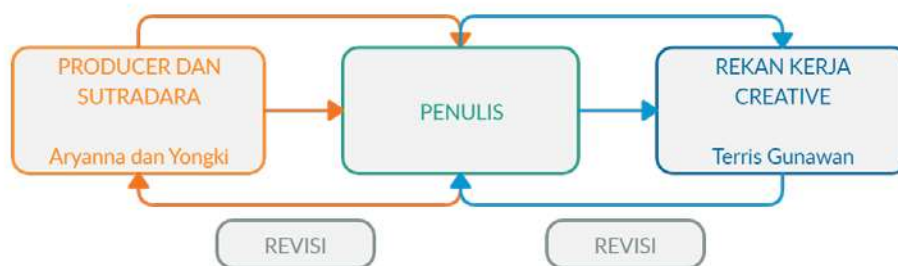 PRODUCER DAN
SUTRADARA
Aryanna dan Yongki
PENULIS
REKAN KERJA
CREATIVE
Terris Gunawan
REVISI
REVISI